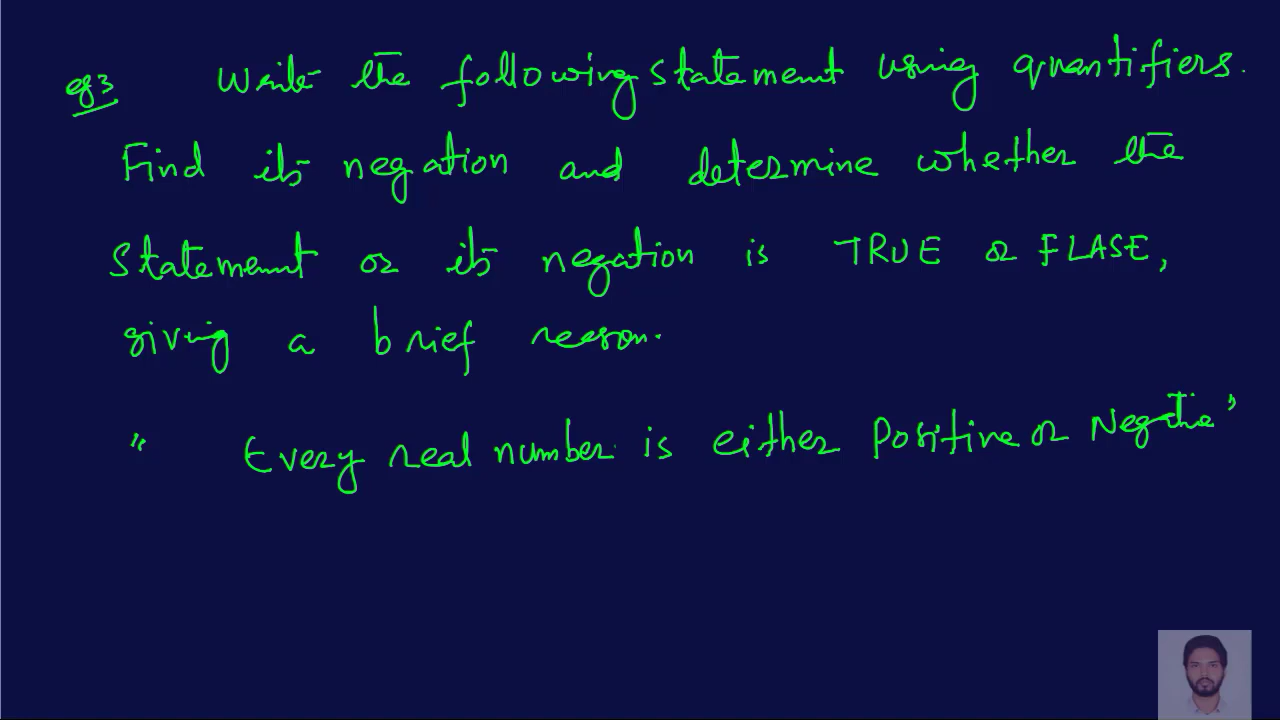 eg3 Write the following statement using quantifiers.
Find its negation and determine whether the
Statement or its negation is TRUE or FLASE,
giving a brief reason.
" Every real number is either Positive or Negative"